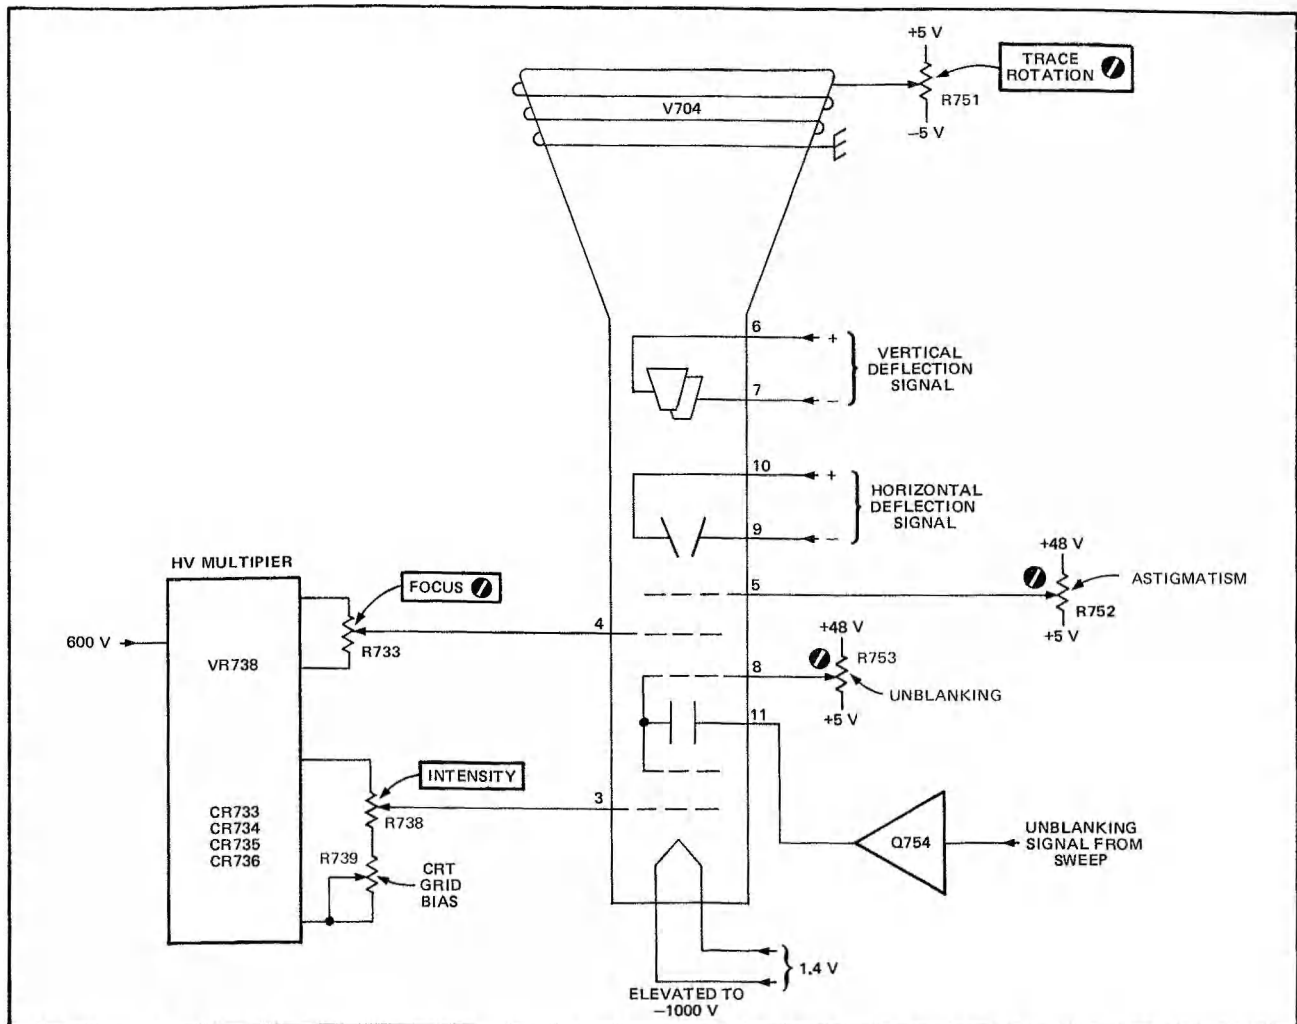 +5 V
TRACE
ROTATION
R751
V704
–5 V
6
+
VERTICAL
DEFLECTION
SIGNAL
7
–
10
+
HORIZONTAL
DEFLECTION
SIGNAL
9
–
HV MULTIPIER
+48 V
FOCUS
5
ASTIGMATISM
R752
4
+48 V
+5 V
600 V
R733
VR738
8
R753
UNBLANKING
11
+5 V
INTENSITY
3
CR733
CR734
CR735
CR736
R738
Q754
UNBLANKING
SIGNAL FROM
SWEEP
R739
CRT
GRID
BIAS
1.4 V
ELEVATED TO
–1000 V